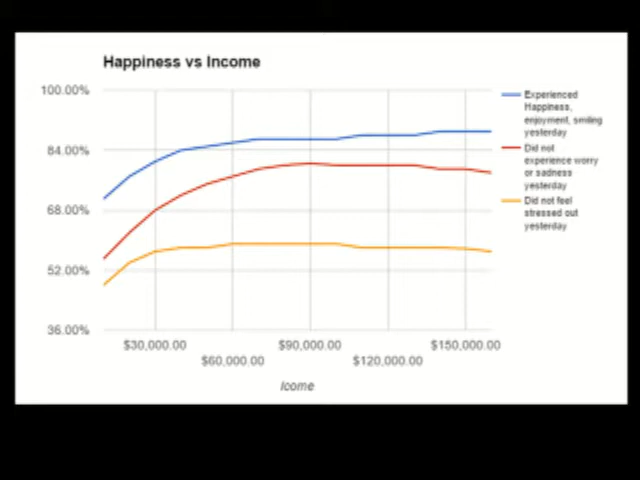 Happiness vs Income
100.00%
84.00%
68.00%
52.00%
36.00%
$30,000.00
$60,000.00
$90,000.00
$120,000.00
$150,000.00
Icome
Experienced
Happiness,
enjoyment, smiling
yesterday
Did not
experience worry
or sadness
yesterday
Did not feel
stressed out
yesterday